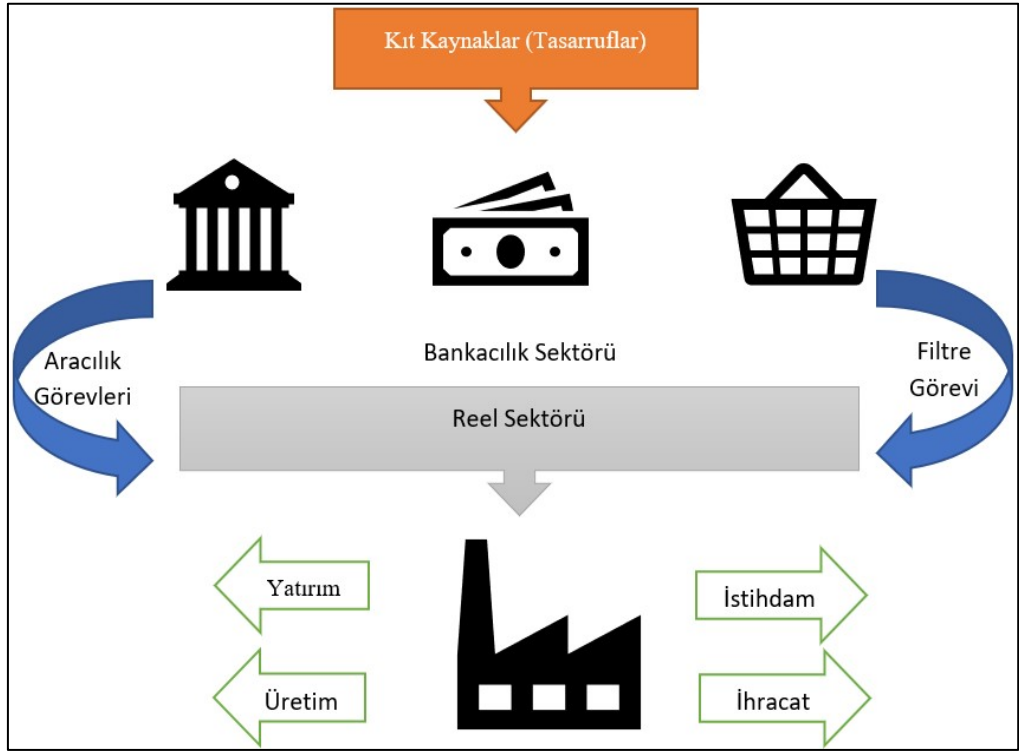 Kıt Kaynaklar (Tasarruflar)
Aracılık
Görevleri
Bankacılık Sektörü
Filtre
Görevi
Reel Sektörü
Yatırım
İstihdam
Üretim
İhracat